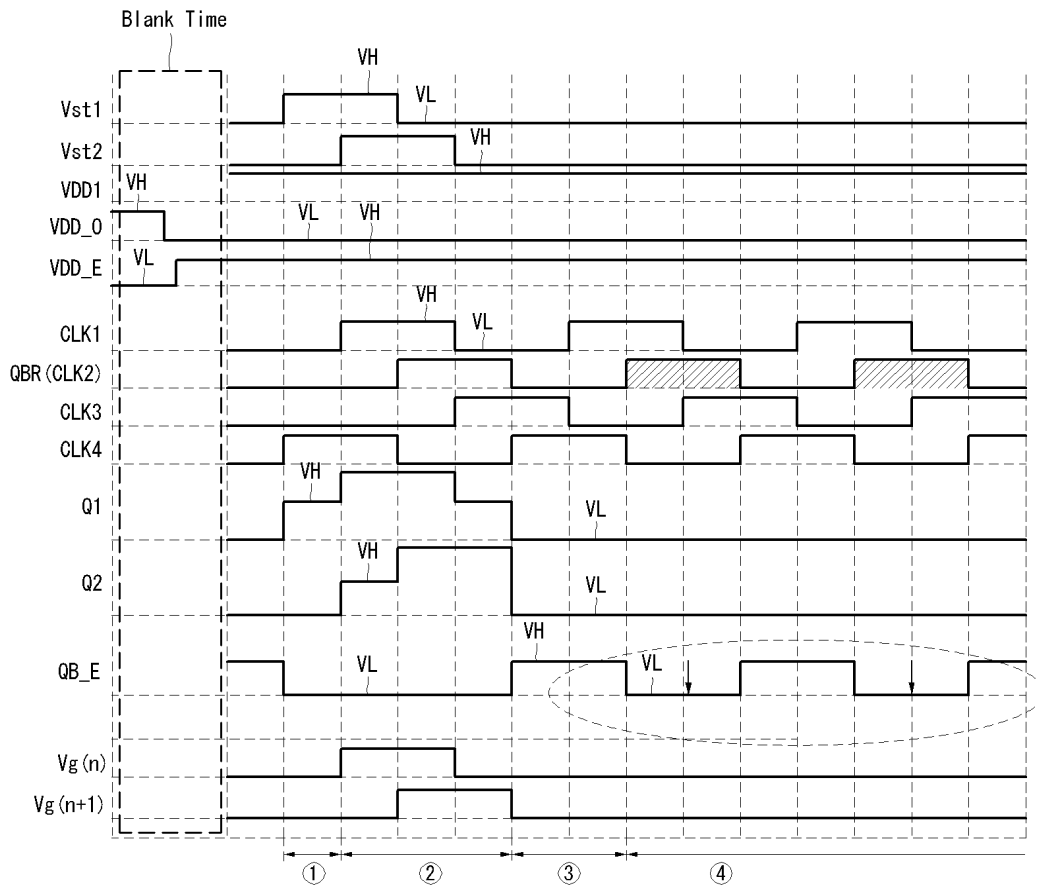 Blank Time
VH
Vst1
VL
Vst2
VH
VDD1
VH
VDD_O
VL
VH
VL
VDD_E
VH
CLK1
VL
QBR(CLK2)
CLK3
CLK4
VH
Q1
VL
VH
Q2
VL
VH
QB_E
VL
VL
Vg(n)
Vg(n+1)
① ② ③ ④